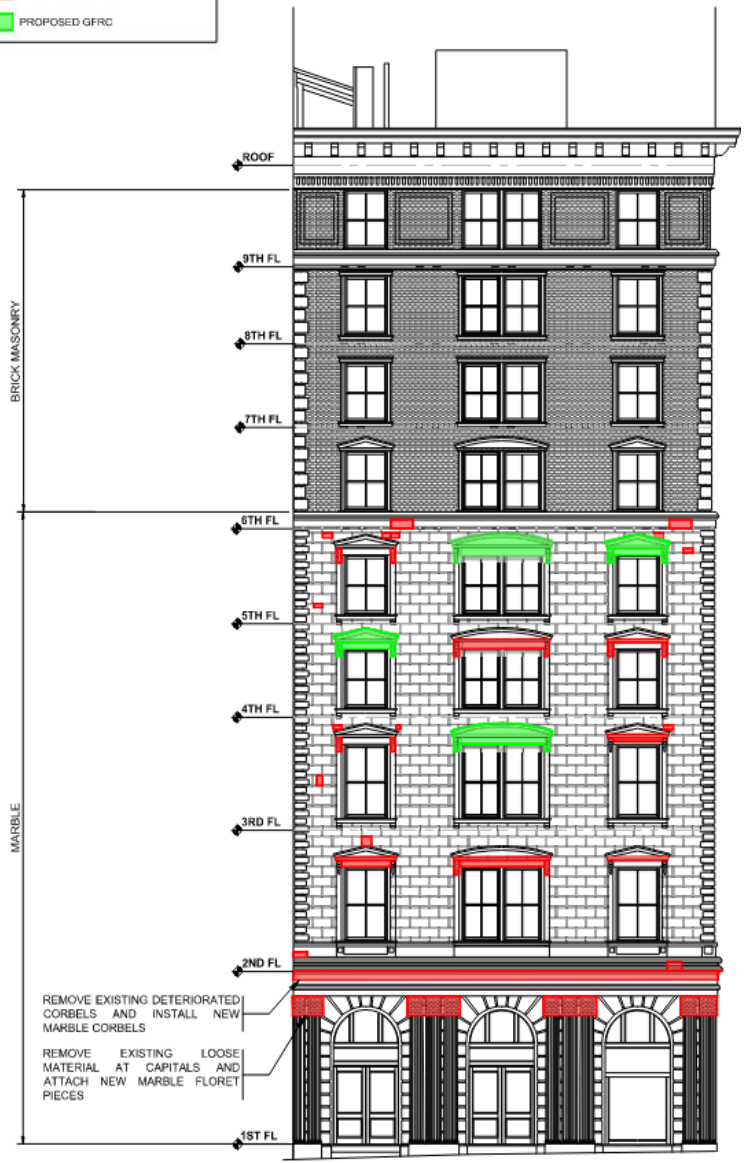 PROPOSED GFRC
ROOF
9TH FL
8TH FL
BRICK MASONRY
7TH FL
6TH FL
5TH FL
4TH FL
MARBLE
3RD FL
2ND FL
REMOVE EXISTING DETERIORATED
CORBELS AND INSTALL NEW
MARBLE CORBELS
REMOVE EXISTING LOOSE
MATERIAL AT CAPITALS AND
ATTACH NEW MARBLE FLORET
PIECES
1ST FL